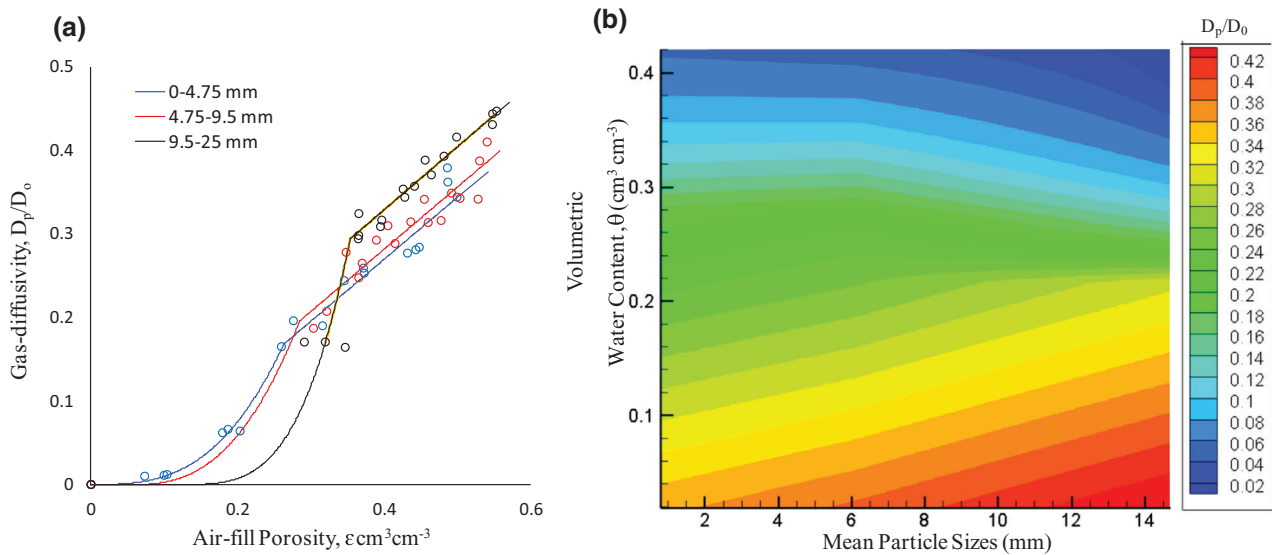 (a)
0.5
0.4
0.3
0.2
0.1
0
Gas-diffusivity, Dp/Do
0-4.75 mm
4.75-9.5 mm
9.5-25 mm
0 0.2 0.4 0.6
Air-fill Porosity, εcm³cm⁻³
(b)
0.4
0.3
0.2
0.1
Volumetric
Water Content, θ (cm³ cm⁻³)
2 4 6 8 10 12 14
Mean Particle Sizes (mm)
Dp/D0
0.42
0.4
0.38
0.36
0.34
0.32
0.3
0.28
0.26
0.24
0.22
0.2
0.18
0.16
0.14
0.12
0.1
0.08
0.06
0.04
0.02